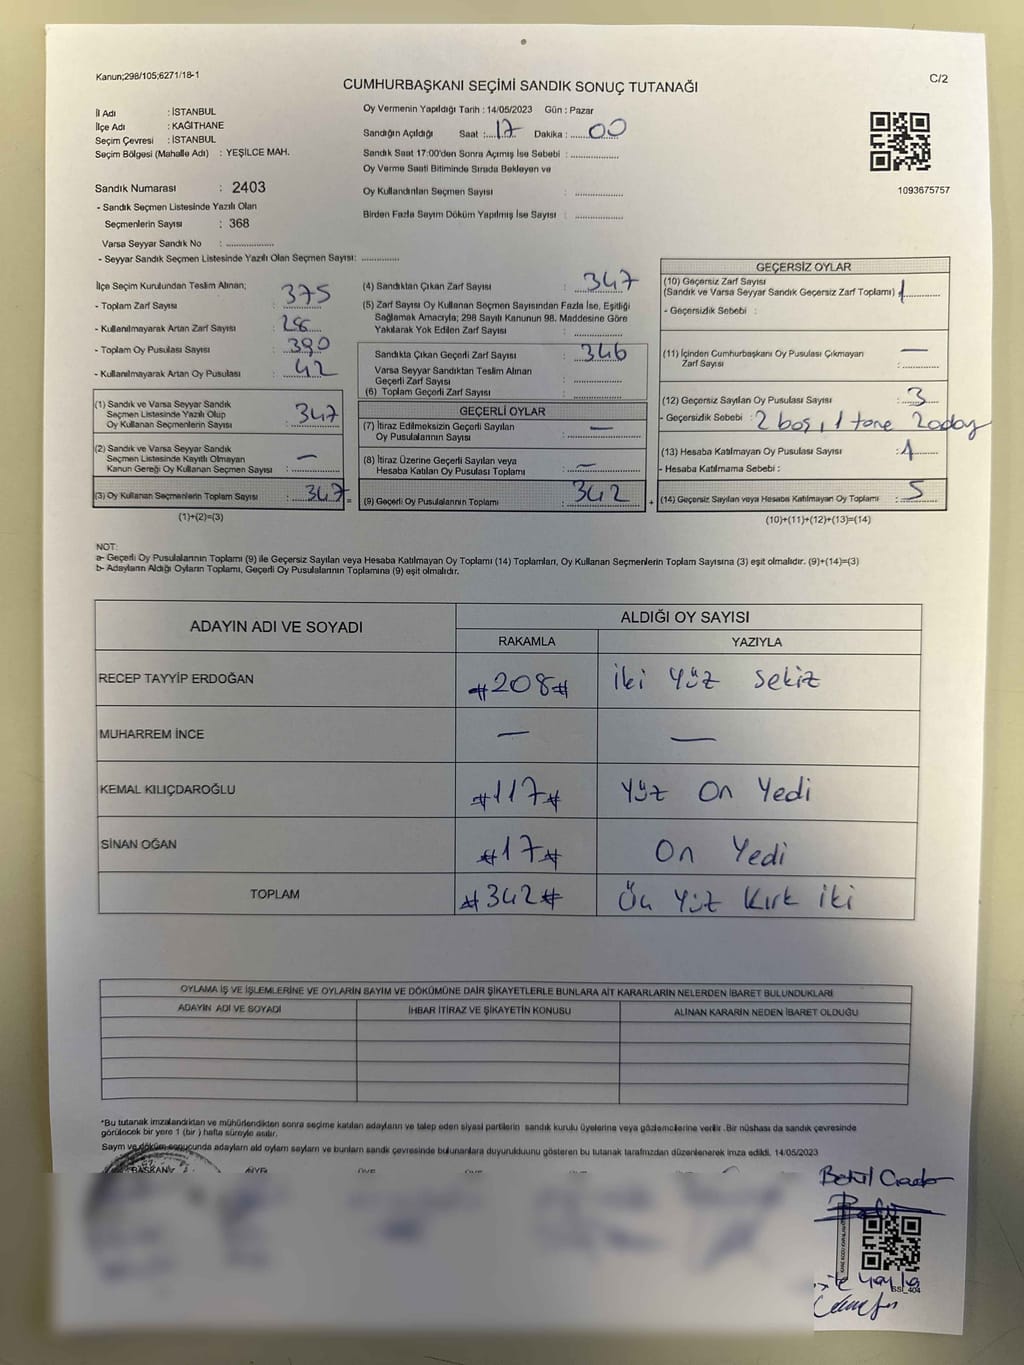 Kanun;298/105;6271/18-1
C/2
CUMHURBAŞKANI SEÇİMİ SANDIK SONUÇ TUTANAĞI
İl Adı : İSTANBUL
İlçe Adı : KAĞITHANE
Seçim Çevresi : İSTANBUL
Seçim Bölgesi (Mahalle Adı) : YEŞİLCE MAH.
Oy Vermenin Yapıldığı Tarih : 14/05/2023 Gün : Pazar
Sandığın Açıldığı Saat : 17 Dakika : 00
Sandık Saat 17:00'den Sonra Açımış İse Sebebi : ..............
Oy Verme Saati Bitiminde Sırada Bekleyen ve
Oy Kullandırılan Seçmen Sayısı : ..............
Birden Fazla Sayım Döküm Yapılmış İse Sayısı : ..............
1093675757
Sandık Numarası : 2403
- Sandık Seçmen Listesinde Yazılı Olan
Seçmenlerin Sayısı : 368
Varsa Seyyar Sandık No : ..............
- Seyyar Sandık Seçmen Listesinde Yazılı Olan Seçmen Sayısı: ...........
İlçe Seçim Kurulundan Teslim Alınan;
- Toplam Zarf Sayısı : 375
- Kullanılmayarak Artan Zarf Sayısı :
- Toplam Oy Pusulası Sayısı : 390
- Kullanılmayarak Artan Oy Pusulası : 42
(1) Sandık ve Varsa Seyyar Sandık
Seçmen Listesinde Yazılı Olup
Oy Kullanan Seçmenlerin Sayısı : 347
(2) Sandık ve Varsa Seyyar Sandık
Seçmen Listesinde Kayıtlı Olmayan
Kanun Gereği Oy Kullanan Seçmen Sayısı : —
(3) Oy Kullanan Seçmenlerin Toplam Sayısı : 347 =
(1)+(2)=(3)
(4) Sandıktan Çıkan Zarf Sayısı : 347
(5) Zarf Sayısı Oy Kullanan Seçmen Sayısından Fazla İse, Eşitliği
Sağlamak Amacıyla; 298 Sayılı Kanunun 98. Maddesine Göre
Yakılarak Yok Edilen Zarf Sayısı : ..............
Sandıkta Çıkan Geçerli Zarf Sayısı : 346
Varsa Seyyar Sandıktan Teslim Alınan
Geçerli Zarf Sayısı : ..............
(6) Toplam Geçerli Zarf Sayısı : ..............
GEÇERLİ OYLAR
(7) İtiraz Edilmeksizin Geçerli Sayılan
Oy Pusulalarının Sayısı : —
(8) İtiraz Üzerine Geçerli Sayılan veya
Hesaba Katılan Oy Pusulası Toplamı : —
(9) Geçerli Oy Pusulalarının Toplamı : 342 +
GEÇERSİZ OYLAR
(10) Geçersiz Zarf Sayısı
(Sandık ve Varsa Seyyar Sandık Geçersiz Zarf Toplamı) : 1
- Geçersizlik Sebebi :
(11) İçinden Cumhurbaşkanı Oy Pusulası Çıkmayan
Zarf Sayısı : —
(12) Geçersiz Sayılan Oy Pusulası Sayısı : 3
- Geçersizlik Sebebi : 2 boş, 1 tane 2 aday
(13) Hesaba Katılmayan Oy Pusulası Sayısı : 1
- Hesaba Katılmama Sebebi :
(14) Geçersiz Sayılan veya Hesaba Katılmayan Oy Toplamı : 5
(10)+(11)+(12)+(13)=(14)
NOT:
a- Geçerli Oy Pusulalarının Toplamı (9) ile Geçersiz Sayılan veya Hesaba Katılmayan Oy Toplamı (14) Toplamları, Oy Kullanan Seçmenlerin Toplam Sayısına (3) eşit olmalıdır. (9)+(14)=(3)
b- Adayların Aldığı Oyların Toplamı, Geçerli Oy Pusulalarının Toplamına (9) eşit olmalıdır.
ADAYIN ADI VE SOYADI ALDIĞI OY SAYISI
RAKAMLA YAZIYLA
RECEP TAYYİP ERDOĞAN #208# İki Yüz Sekiz
MUHARREM İNCE — —
KEMAL KILIÇDAROĞLU #117# Yüz On Yedi
SİNAN OĞAN #17# On Yedi
TOPLAM #342# Üç Yüz Kırk İki
OYLAMA İŞ VE İŞLEMLERİNE VE OYLARIN SAYIM VE DÖKÜMÜNE DAİR ŞİKAYETLERLE BUNLARA AİT KARARLARIN NELERDEN İBARET BULUNDUKLARI
ADAYIN ADI VE SOYADI İHBAR İTİRAZ VE ŞİKAYETİN KONUSU ALINAN KARARIN NEDEN İBARET OLDUĞU
*Bu tutanak imzalandıktan ve mühürlendikten sonra seçime katılan adayların ve talep eden siyasi partilerin sandık kurulu üyelerine veya gözlemcilerine verilir. Bir nüshası da sandık çevresinde
görülecek bir yere 1 (bir ) hafta süreyle asılır.
Sayım ve döküm sonucunda adayların aldı oyların sayıların ve bunların sandık çevresinde bulunanlara duyurulduunu gösteren bu tutanak tarafımızdan düzenlenerek imza edildi. 14/05/2023
BAŞKAN